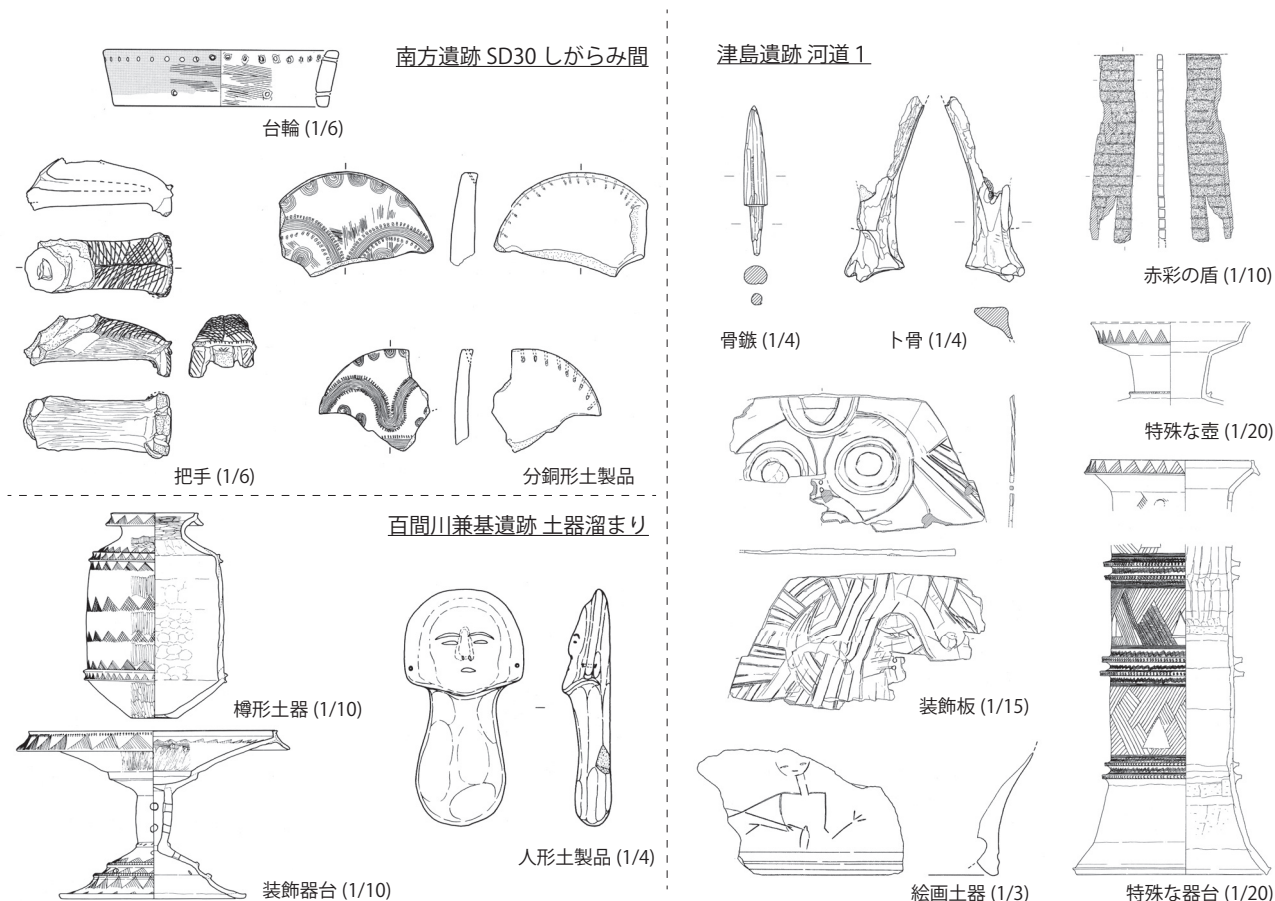 南方遺跡 SD30 しがらみ間
台輪 (1/6)
把手 (1/6)
分銅形土製品
百間川兼基遺跡 土器溜まり
樽形土器 (1/10)
装飾器台 (1/10)
人形土製品 (1/4)
津島遺跡 河道 1
骨鏃 (1/4)
卜骨 (1/4)
赤彩の盾 (1/10)
特殊な壺 (1/20)
装飾板 (1/15)
絵画土器 (1/3)
特殊な器台 (1/20)